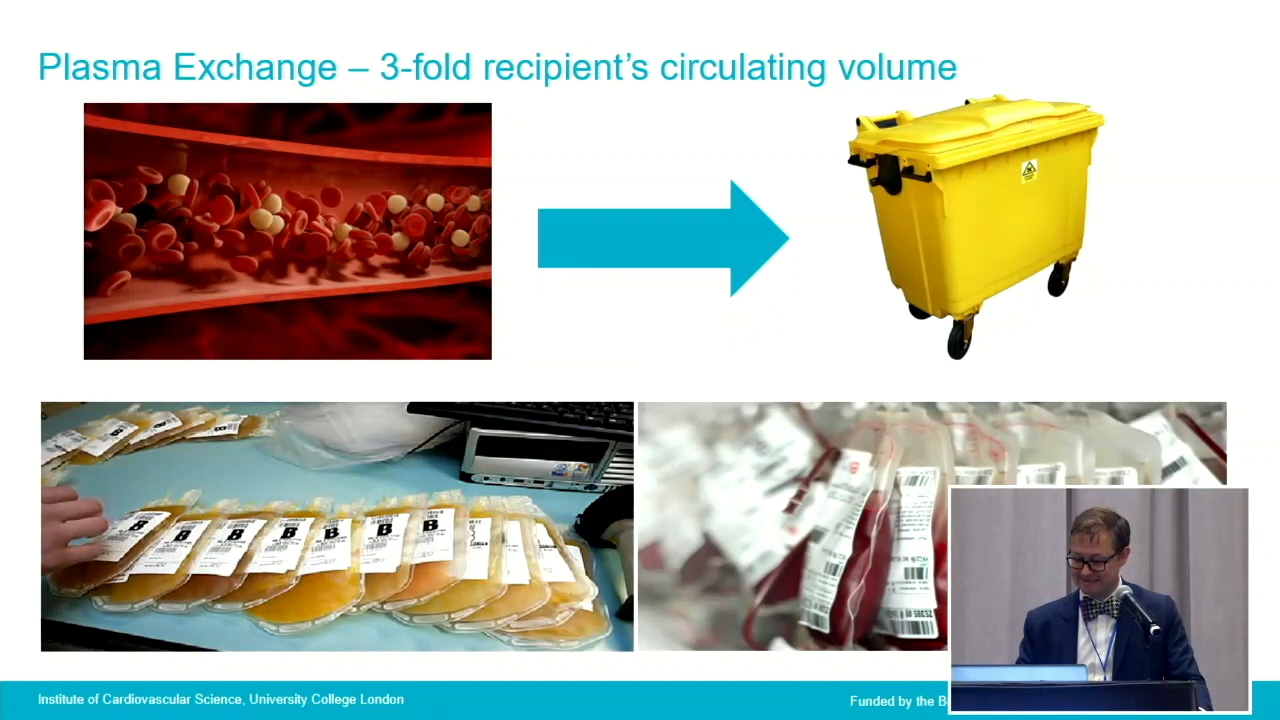 Plasma Exchange – 3-fold recipient's circulating volume
B
B
B
B
B
B
B
Institute of Cardiovascular Science, University College London
Funded by the